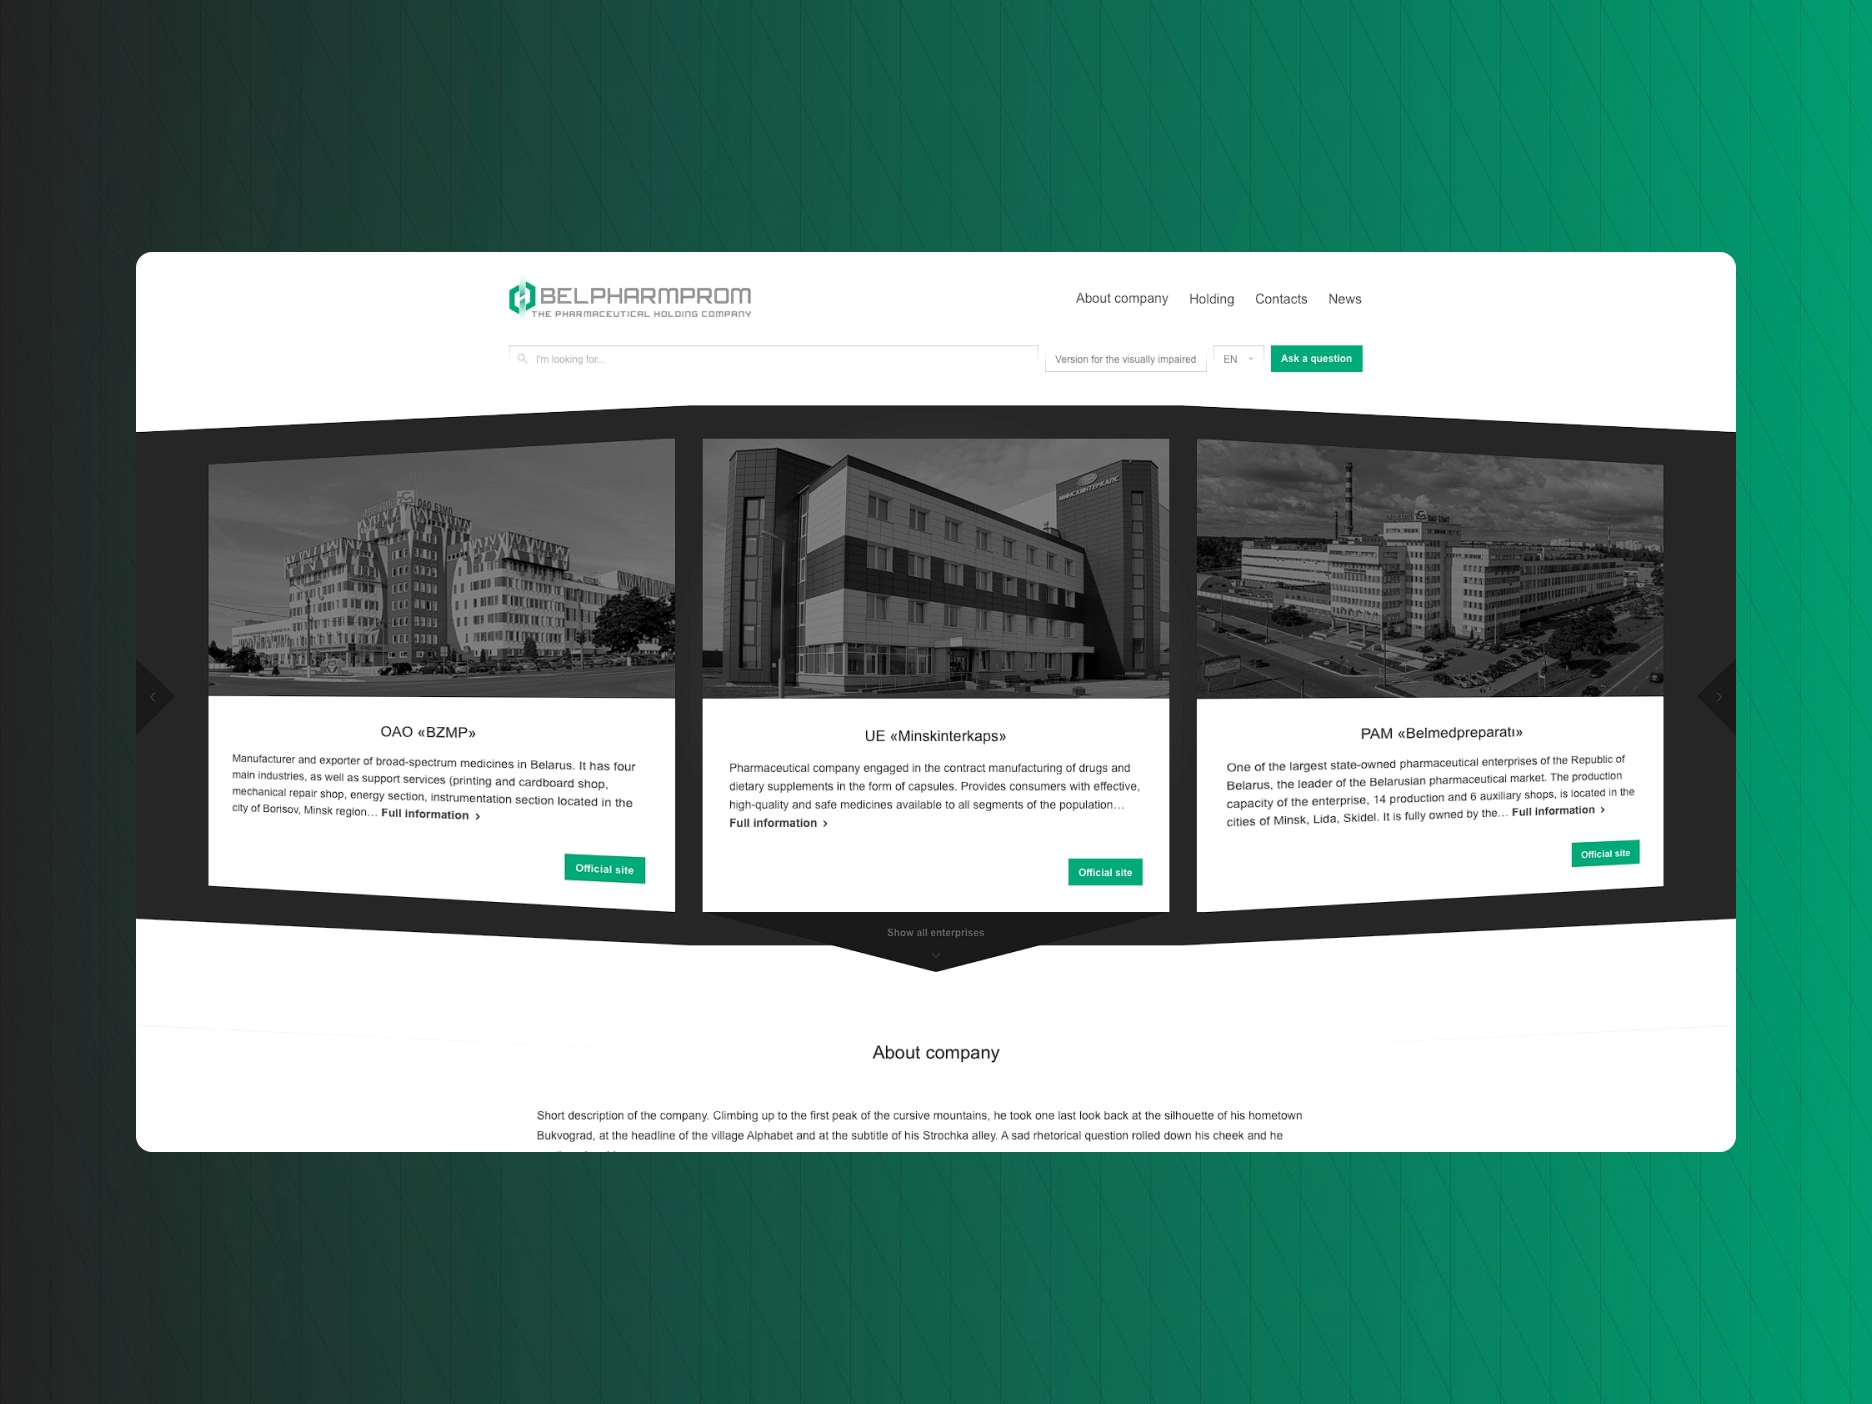 BELPHARMPROM
THE PHARMACEUTICAL HOLDING COMPANY
About company
Holding
Contacts
News
I'm looking for...
Version for the visually impaired
EN
Ask a question
ОАО БЗМП
МИНСКИНТЕРКАПС
OAO «BZMP»
Manufacturer and exporter of broad-spectrum medicines in Belarus. It has four
main industries, as well as support services (printing and cardboard shop,
mechanical repair shop, energy section, instrumentation section located in the
city of Borisov, Minsk region… Full information
Official site
UE «Minskinterkaps»
Pharmaceutical company engaged in the contract manufacturing of drugs and
dietary supplements in the form of capsules. Provides consumers with effective,
high-quality and safe medicines available to all segments of the population…
Full information
Official site
PAM «Belmedpreparatı»
One of the largest state-owned pharmaceutical enterprises of the Republic of
Belarus, the leader of the Belarusian pharmaceutical market. The production
capacity of the enterprise, 14 production and 6 auxiliary shops, is located in the
cities of Minsk, Lida, Skidel. It is fully owned by the… Full information
Official site
Show all enterprises
About company
Short description of the company. Climbing up to the first peak of the cursive mountains, he took one last look back at the silhouette of his hometown
Bukvograd, at the headline of the village Alphabet and at the subtitle of his Strochka alley. A sad rhetorical question rolled down his cheek and he